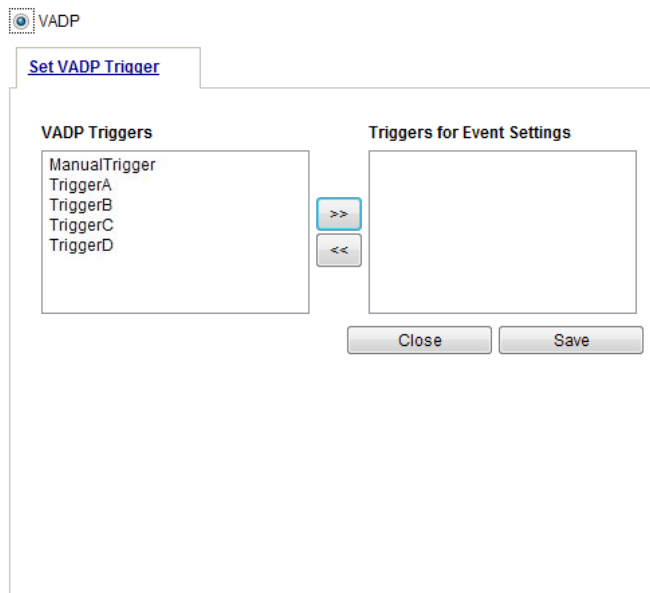 VADP
Set VADP Trigger
VADP Triggers
Triggers for Event Settings
ManualTrigger
TriggerA
TriggerB
TriggerC
TriggerD
>>
<<
Close
Save